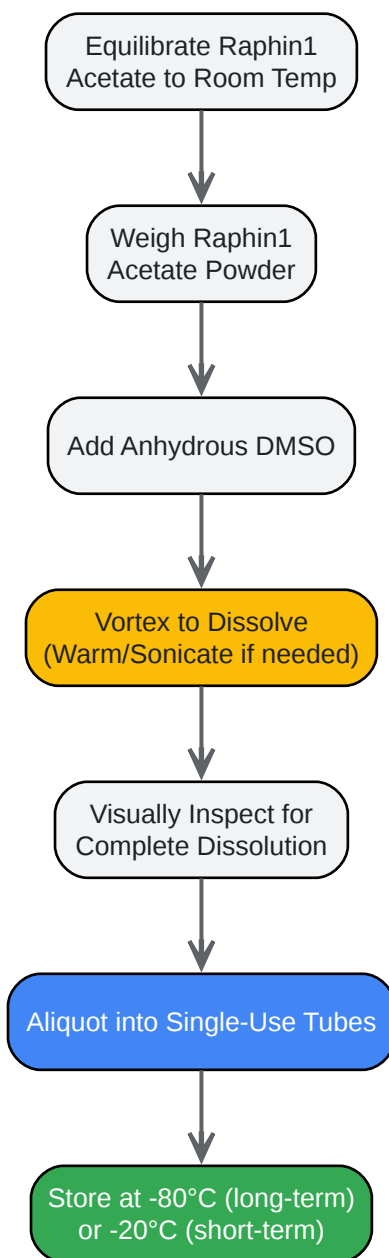 Equilibrate Raphin1
Acetate to Room Temp
Weigh Raphin1
Acetate Powder
Add Anhydrous DMSO
Vortex to Dissolve
(Warm/Sonicate if needed)
Visually Inspect for
Complete Dissolution
Aliquot into Single-Use Tubes
Store at -80°C (long-term)
or -20°C (short-term)